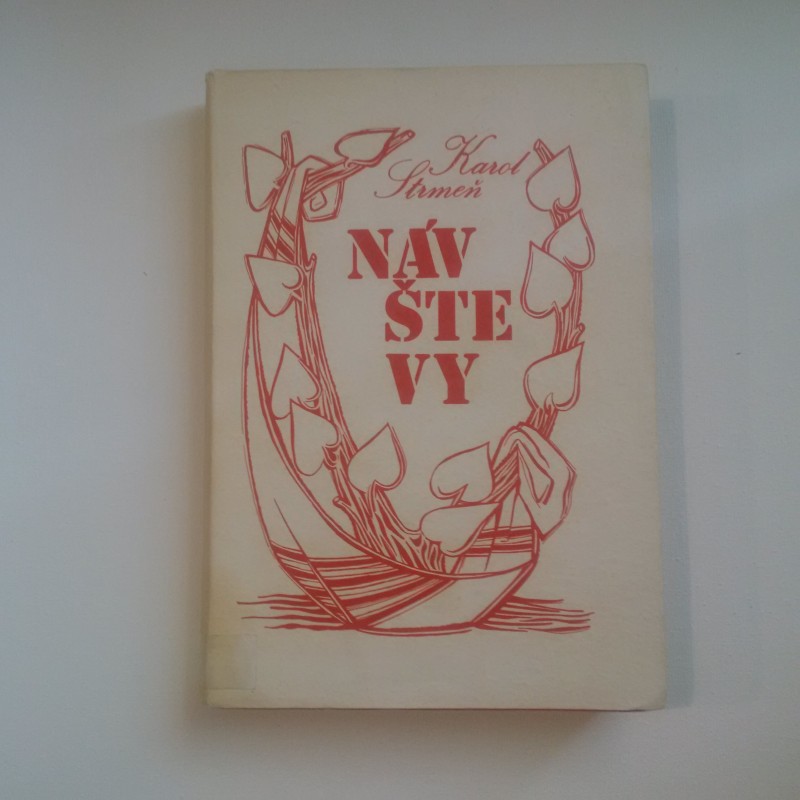 Karol
Strmeň
NÁV
ŠTE
VY